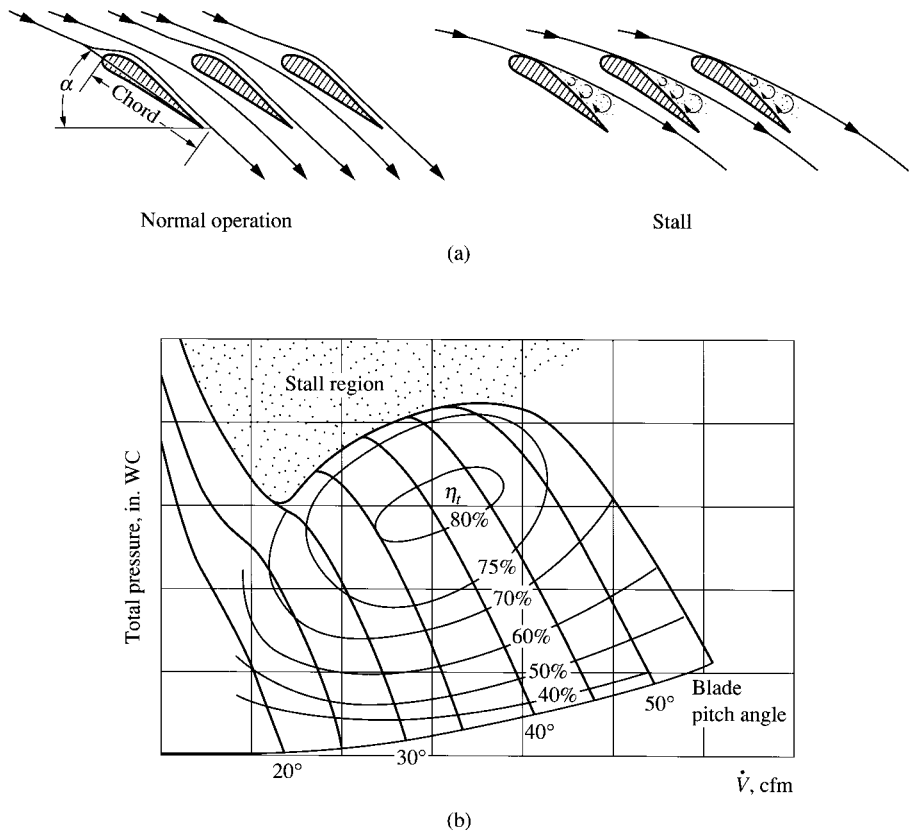 α
Chord
Normal operation
Stall
(a)
Total pressure, in. WC
Stall region
η_t
80%
75%
70%
60%
50%
40%
20°
30°
40°
50°
Blade
pitch angle
V̇, cfm
(b)